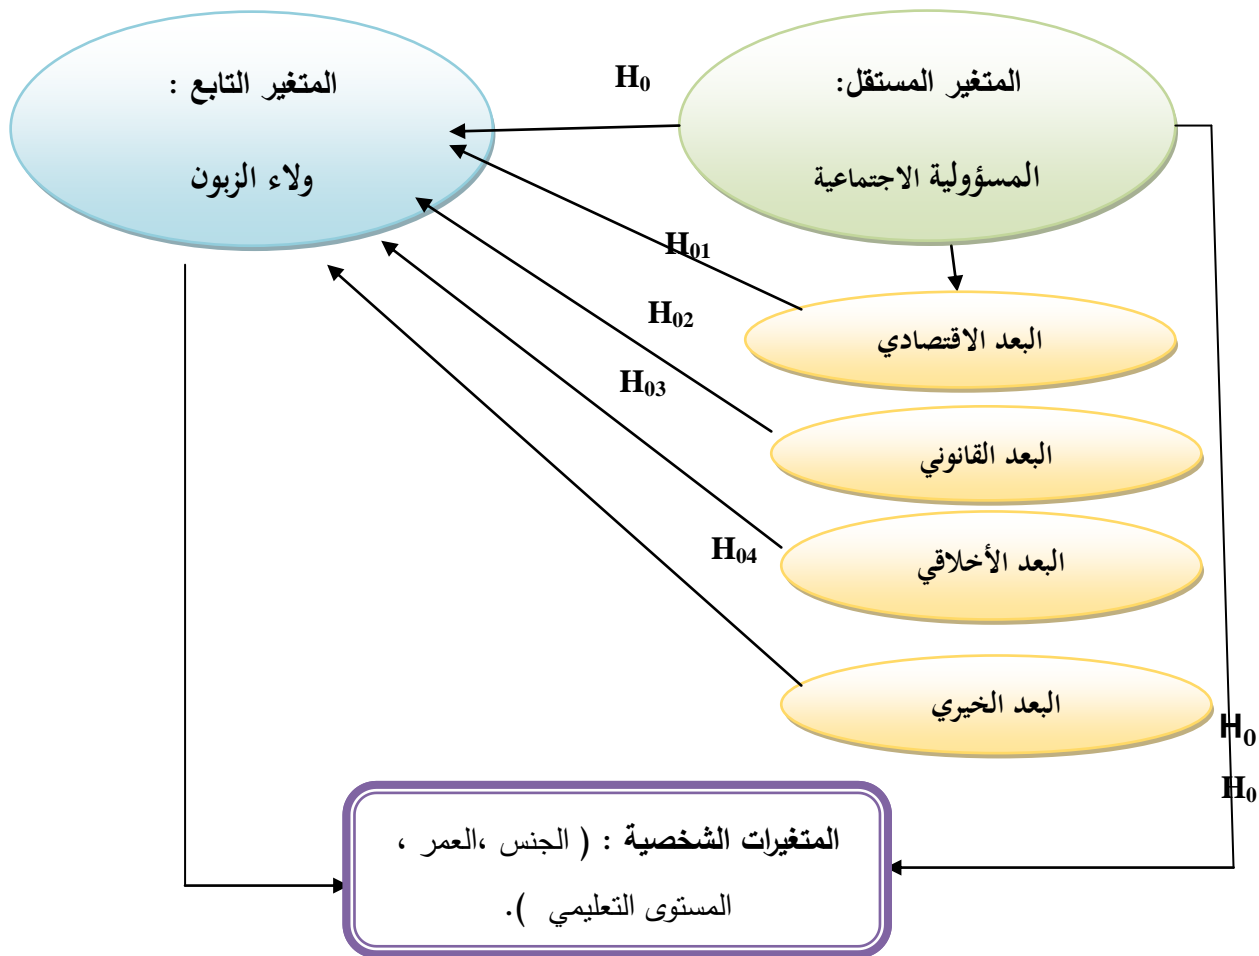 المتغير المستقل:
المسؤولية الاجتماعية
H₀
المتغير التابع :
ولاء الزبون
H₀₁
H₀₂
H₀₃
H₀₄
البعد الاقتصادي
البعد القانوني
البعد الأخلاقي
البعد الخيري
H₀
H₀
المتغيرات الشخصية : ( الجنس ،العمر ،
المستوى التعليمي ).